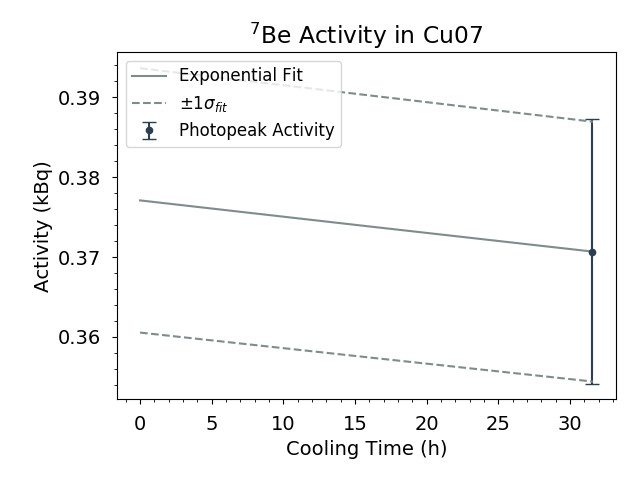 ⁷Be Activity in Cu07
Exponential Fit
±1σ_fit
Photopeak Activity
Activity (kBq)
0.39
0.38
0.37
0.36
0 5 10 15 20 25 30
Cooling Time (h)